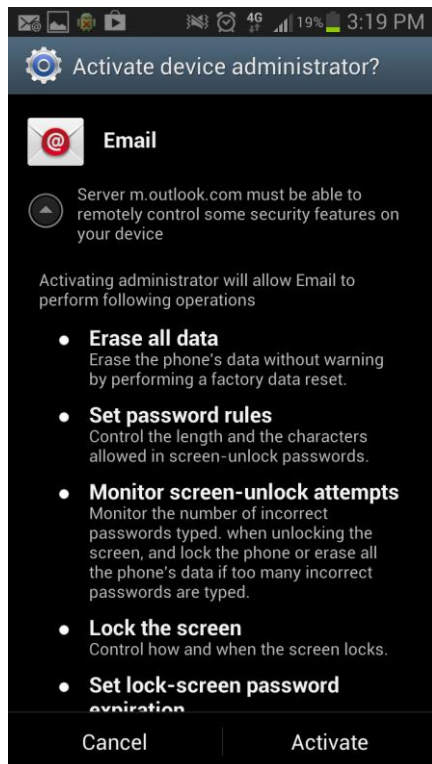 4G 19% 3:19 PM
Activate device administrator?
@ Email
Server m.outlook.com must be able to
remotely control some security features on
your device
Activating administrator will allow Email to
perform following operations
● Erase all data
Erase the phone's data without warning
by performing a factory data reset.
● Set password rules
Control the length and the characters
allowed in screen-unlock passwords.
● Monitor screen-unlock attempts
Monitor the number of incorrect
passwords typed. when unlocking the
screen, and lock the phone or erase all
the phone's data if too many incorrect
passwords are typed.
● Lock the screen
Control how and when the screen locks.
● Set lock-screen password
expiration
Cancel Activate